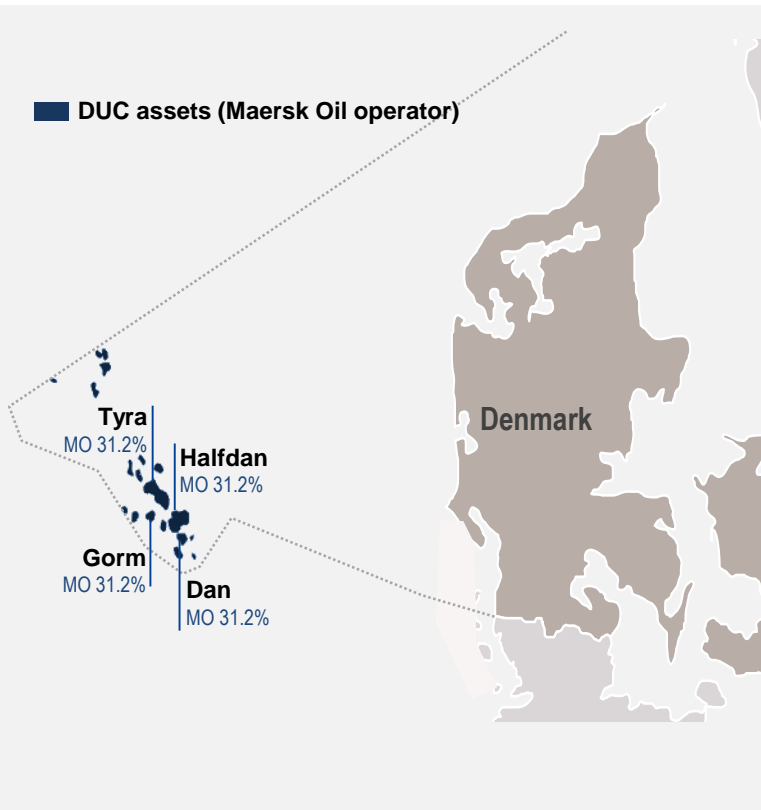 DUC assets (Maersk Oil operator)
Tyra
MO 31.2%
Halfdan
MO 31.2%
Denmark
Gorm
MO 31.2%
Dan
MO 31.2%